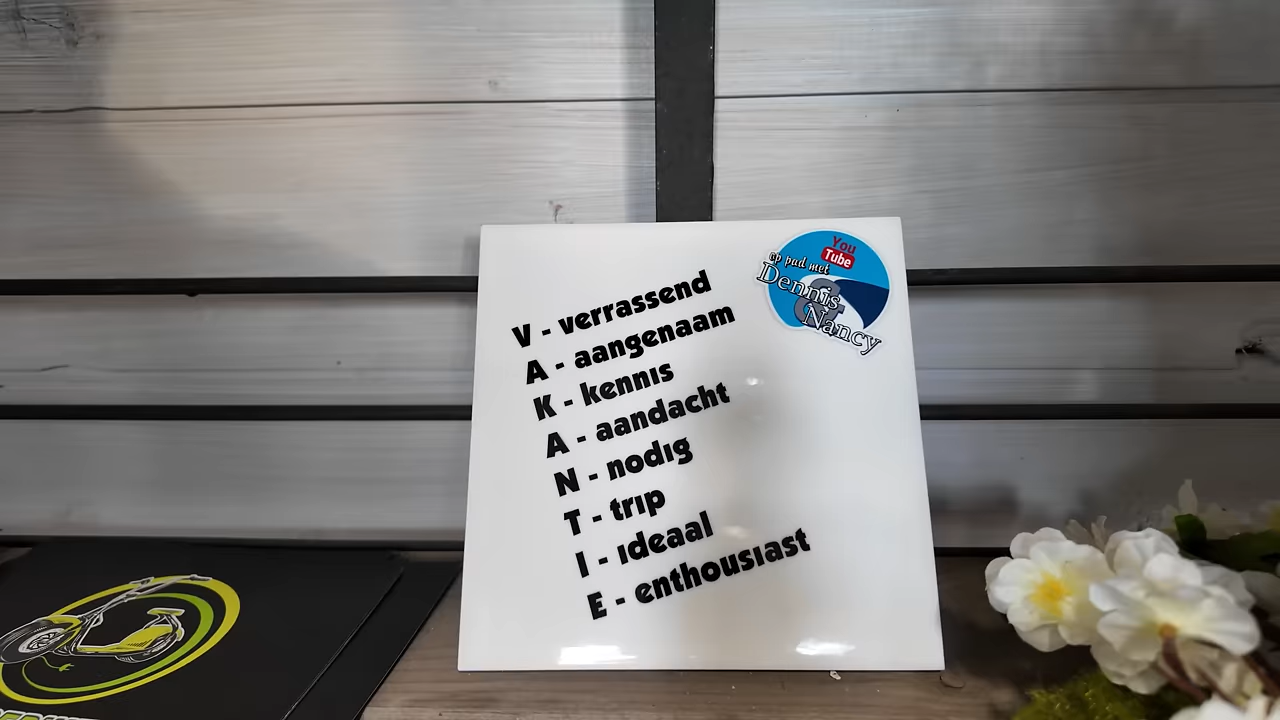 You
Tube
op pad met
Dennis
&
Nancy
V - verrassend
A - aangenaam
K - kennis
A - aandacht
N - nodig
T - trip
I - ideaal
E - enthousiast